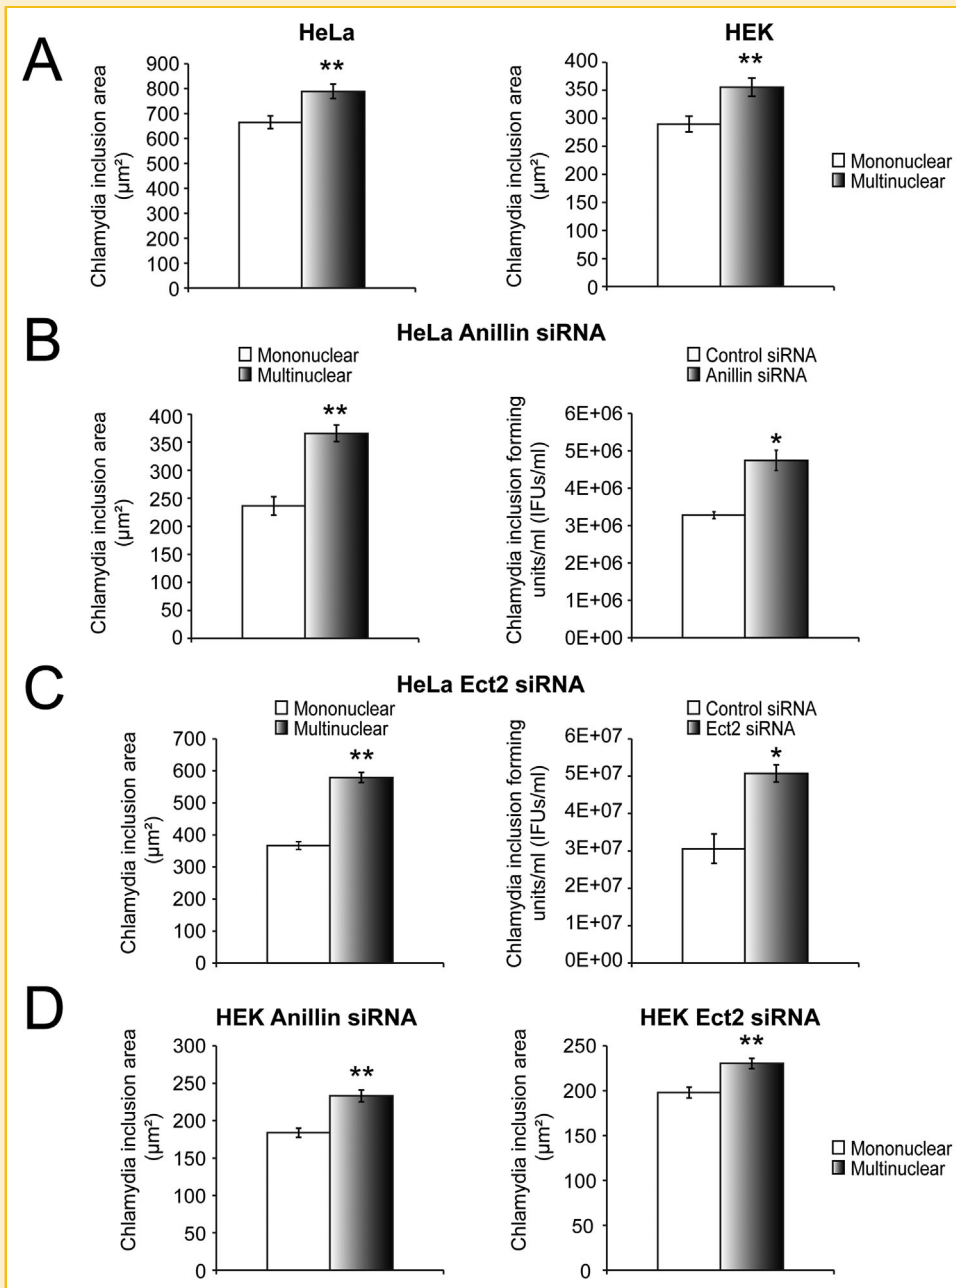 A
HeLa
Chlamydia inclusion area
(µm²)
900
800
700
600
500
400
300
200
100
0
**
HEK
Chlamydia inclusion area
(µm²)
400
350
300
250
200
150
100
50
0
**
Mononuclear
Multinuclear
B
HeLa Anillin siRNA
Mononuclear
Multinuclear
Chlamydia inclusion area
(µm²)
400
350
300
250
200
150
100
50
0
**
Control siRNA
Anillin siRNA
Chlamydia inclusion forming
units/ml (IFUs/ml)
6E+06
5E+06
4E+06
3E+06
2E+06
1E+06
0E+00
*
C
HeLa Ect2 siRNA
Mononuclear
Multinuclear
Chlamydia inclusion area
(µm²)
700
600
500
400
300
200
100
0
**
Control siRNA
Ect2 siRNA
Chlamydia inclusion forming
units/ml (IFUs/ml)
6E+07
5E+07
4E+07
3E+07
2E+07
1E+07
0E+00
*
D
HEK Anillin siRNA
Chlamydia inclusion area
(µm²)
300
250
200
150
100
50
0
**
HEK Ect2 siRNA
Chlamydia inclusion area
(µm²)
250
200
150
100
50
0
**
Mononuclear
Multinuclear